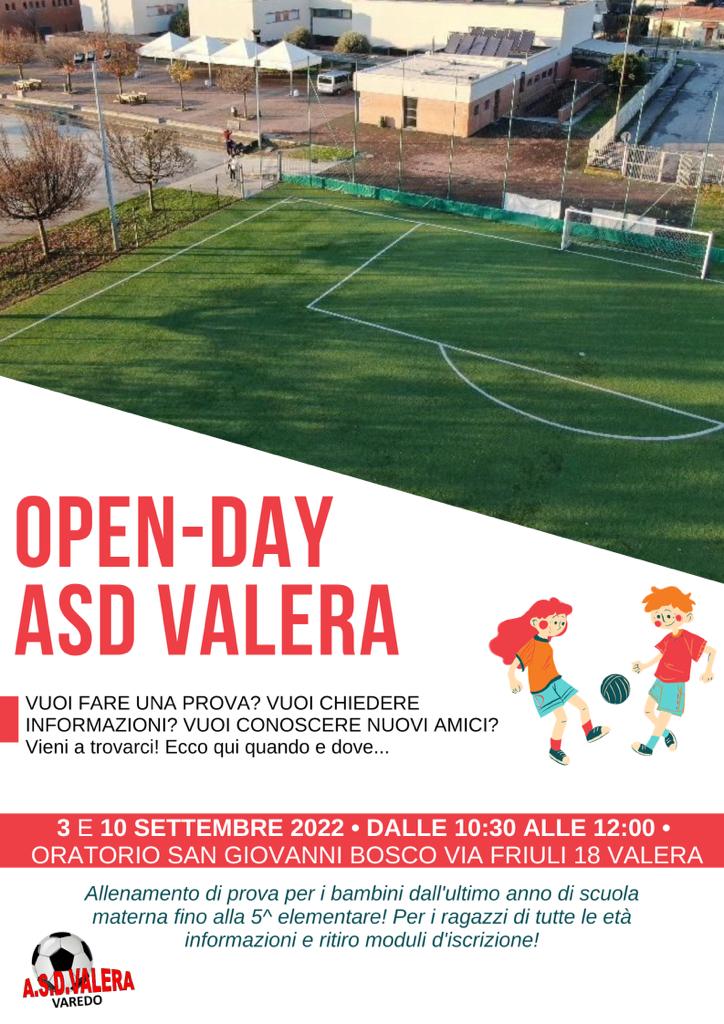 OPEN-DAY
ASD VALERA
VUOI FARE UNA PROVA? VUOI CHIEDERE
INFORMAZIONI? VUOI CONOSCERE NUOVI AMICI?
Vieni a trovarci! Ecco qui quando e dove...
3 E 10 SETTEMBRE 2022 • DALLE 10:30 ALLE 12:00 •
ORATORIO SAN GIOVANNI BOSCO VIA FRIULI 18 VALERA
Allenamento di prova per i bambini dall'ultimo anno di scuola
materna fino alla 5^ elementare! Per i ragazzi di tutte le età
informazioni e ritiro moduli d'iscrizione!
A.S.D.VALERA
VAREDO